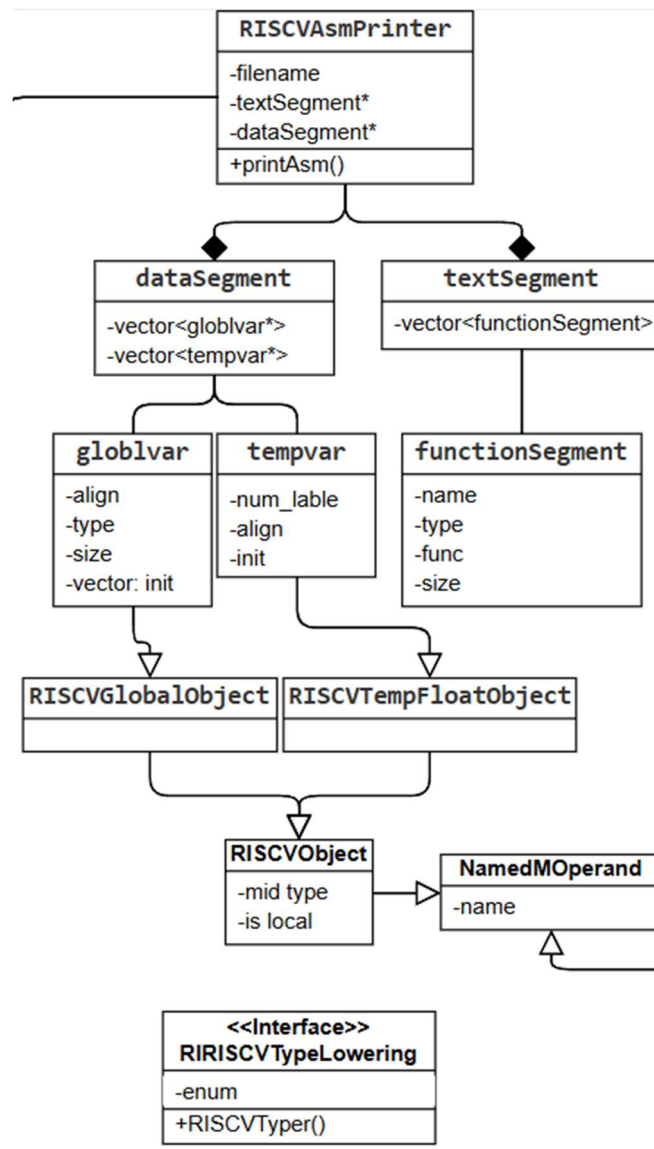 RISCVAsmPrinter
-filename
-textSegment*
-dataSegment*
+printAsm()
dataSegment
-vector<globlvar*>
-vector<tempvar*>
textSegment
-vector<functionSegment>
globlvar
-align
-type
-size
-vector: init
tempvar
-num_lable
-align
-init
functionSegment
-name
-type
-func
-size
RISCVGlobalObject
RISCVTempFloatObject
RISCVObject
-mid type
-is local
NamedMOperand
-name
<<Interface>>
RIRISCVTypeLowering
-enum
+RISCVTyper()